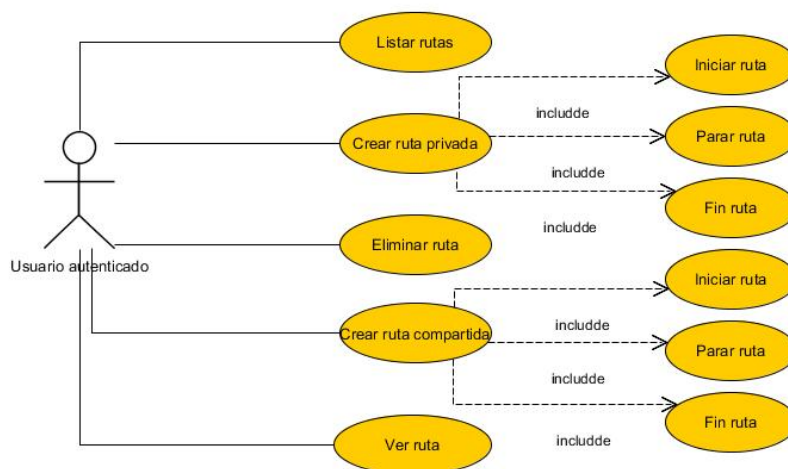 Listar rutas
Iniciar ruta
includde
Crear ruta privada
Parar ruta
includde
Fin ruta
includde
Eliminar ruta
Usuario autenticado
Iniciar ruta
includde
Crear ruta compartida
Parar ruta
includde
Fin ruta
includde
Ver ruta